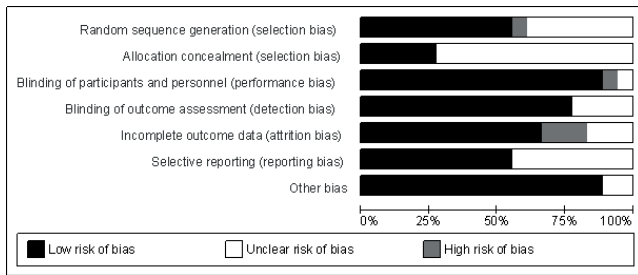 Random sequence generation (selection bias)
Allocation concealment (selection bias)
Blinding of participants and personnel (performance bias)
Blinding of outcome assessment (detection bias)
Incomplete outcome data (attrition bias)
Selective reporting (reporting bias)
Other bias
0% 25% 50% 75% 100%
Low risk of bias Unclear risk of bias High risk of bias